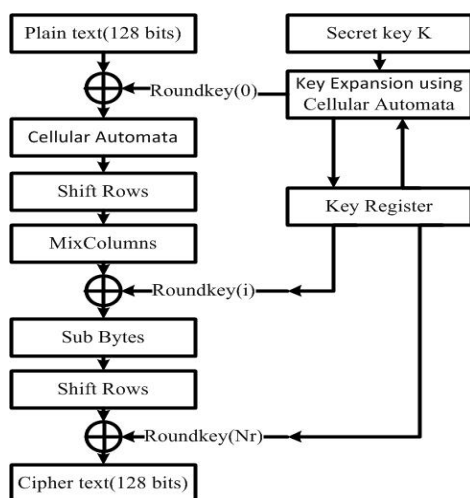 Plain text(128 bits)
Secret key K
Roundkey(0)
Key Expansion using
Cellular Automata
Cellular Automata
Shift Rows
Key Register
MixColumns
Roundkey(i)
Sub Bytes
Shift Rows
Roundkey(Nr)
Cipher text(128 bits)